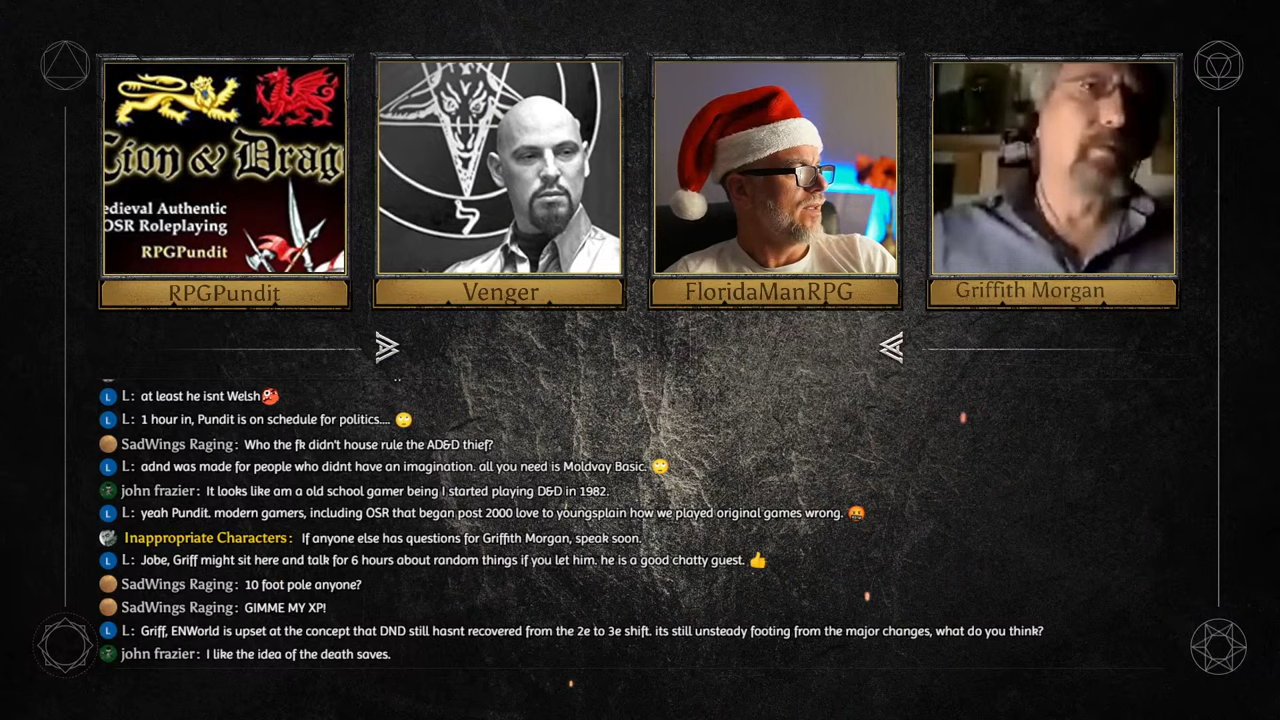 Lion & Drag
edieval Authentic
OSR Roleplaying
RPGPundit
RPGPundit
Venger
FloridaManRPG
Griffith Morgan
L: at least he isnt Welsh
L: 1 hour in, Pundit is on schedule for politics.... 🙄
SadWings Raging: Who the fk didn't house rule the AD&D thief?
L: adnd was made for people who didnt have an imagination. all you need is Moldvay Basic. 🙄
john frazier: It looks like am a old school gamer being I started playing D&D in 1982.
L: yeah Pundit. modern gamers, including OSR that began post 2000 love to youngsplain how we played original games wrong. 🤬
Inappropriate Characters: If anyone else has questions for Griffith Morgan, speak soon.
L: Jobe, Griff might sit here and talk for 6 hours about random things if you let him. he is a good chatty guest. 👍
SadWings Raging: 10 foot pole anyone?
SadWings Raging: GIMME MY XP!
L: Griff, ENWorld is upset at the concept that DND still hasnt recovered from the 2e to 3e shift. its still unsteady footing from the major changes, what do you think?
john frazier: I like the idea of the death saves.